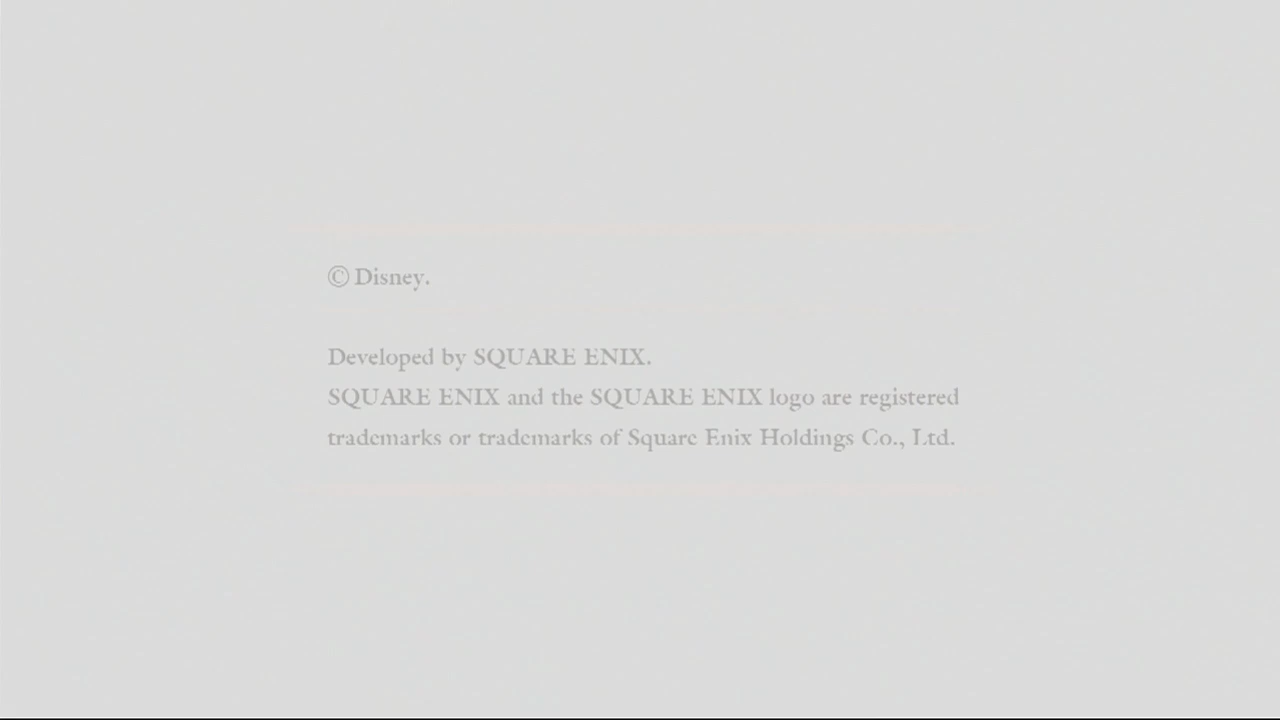 © Disney.
Developed by SQUARE ENIX.
SQUARE ENIX and the SQUARE ENIX logo are registered
trademarks or trademarks of Square Enix Holdings Co., Ltd.